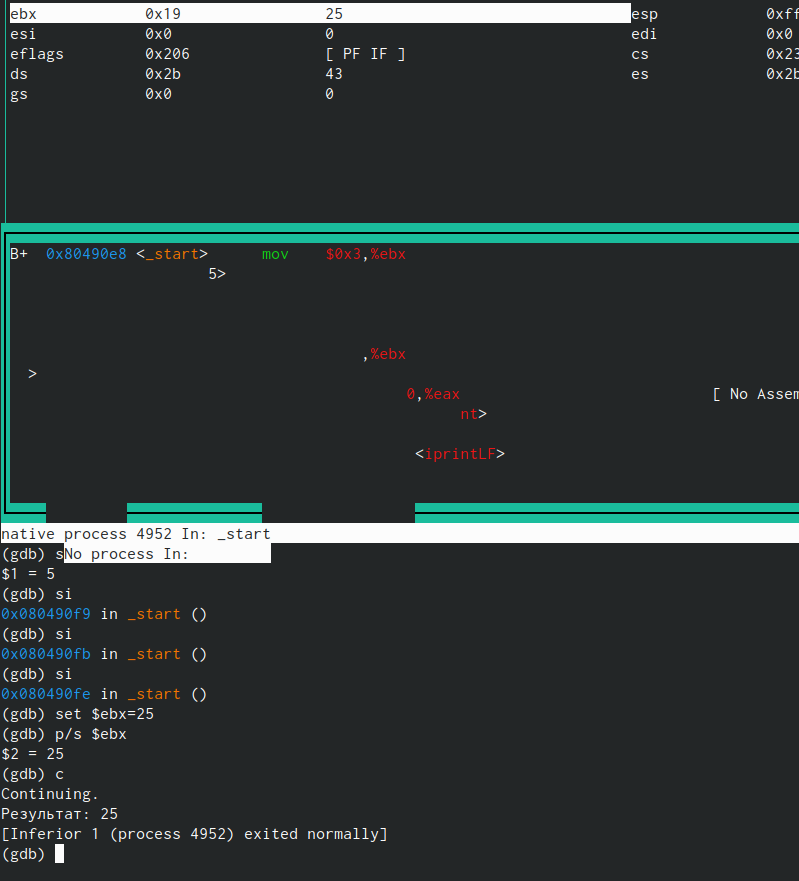 ebx 0x19 25 esp 0xff
esi 0x0 0 edi 0x0
eflags 0x206 [ PF IF ] cs 0x23
ds 0x2b 43 es 0x2b
gs 0x0 0
B+ 0x80490e8 <_start> mov $0x3,%ebx
5>
,%ebx
>
0,%eax [ No Assem
nt>
<iprintLF>
native process 4952 In: _start
(gdb) sNo process In:
$1 = 5
(gdb) si
0x080490f9 in _start ()
(gdb) si
0x080490fb in _start ()
(gdb) si
0x080490fe in _start ()
(gdb) set $ebx=25
(gdb) p/s $ebx
$2 = 25
(gdb) c
Continuing.
Результат: 25
[Inferior 1 (process 4952) exited normally]
(gdb)